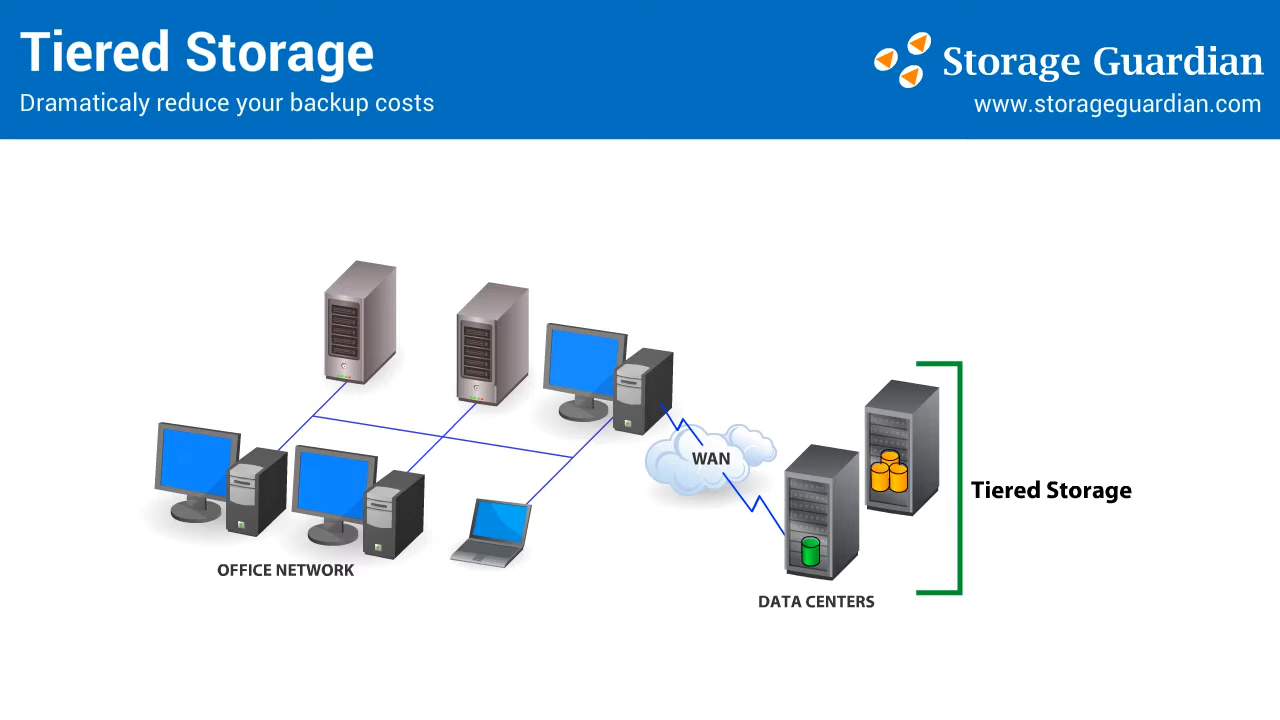 Tiered Storage
Dramaticaly reduce your backup costs
Storage Guardian
www.storageguardian.com
WAN
Tiered Storage
OFFICE NETWORK
DATA CENTERS